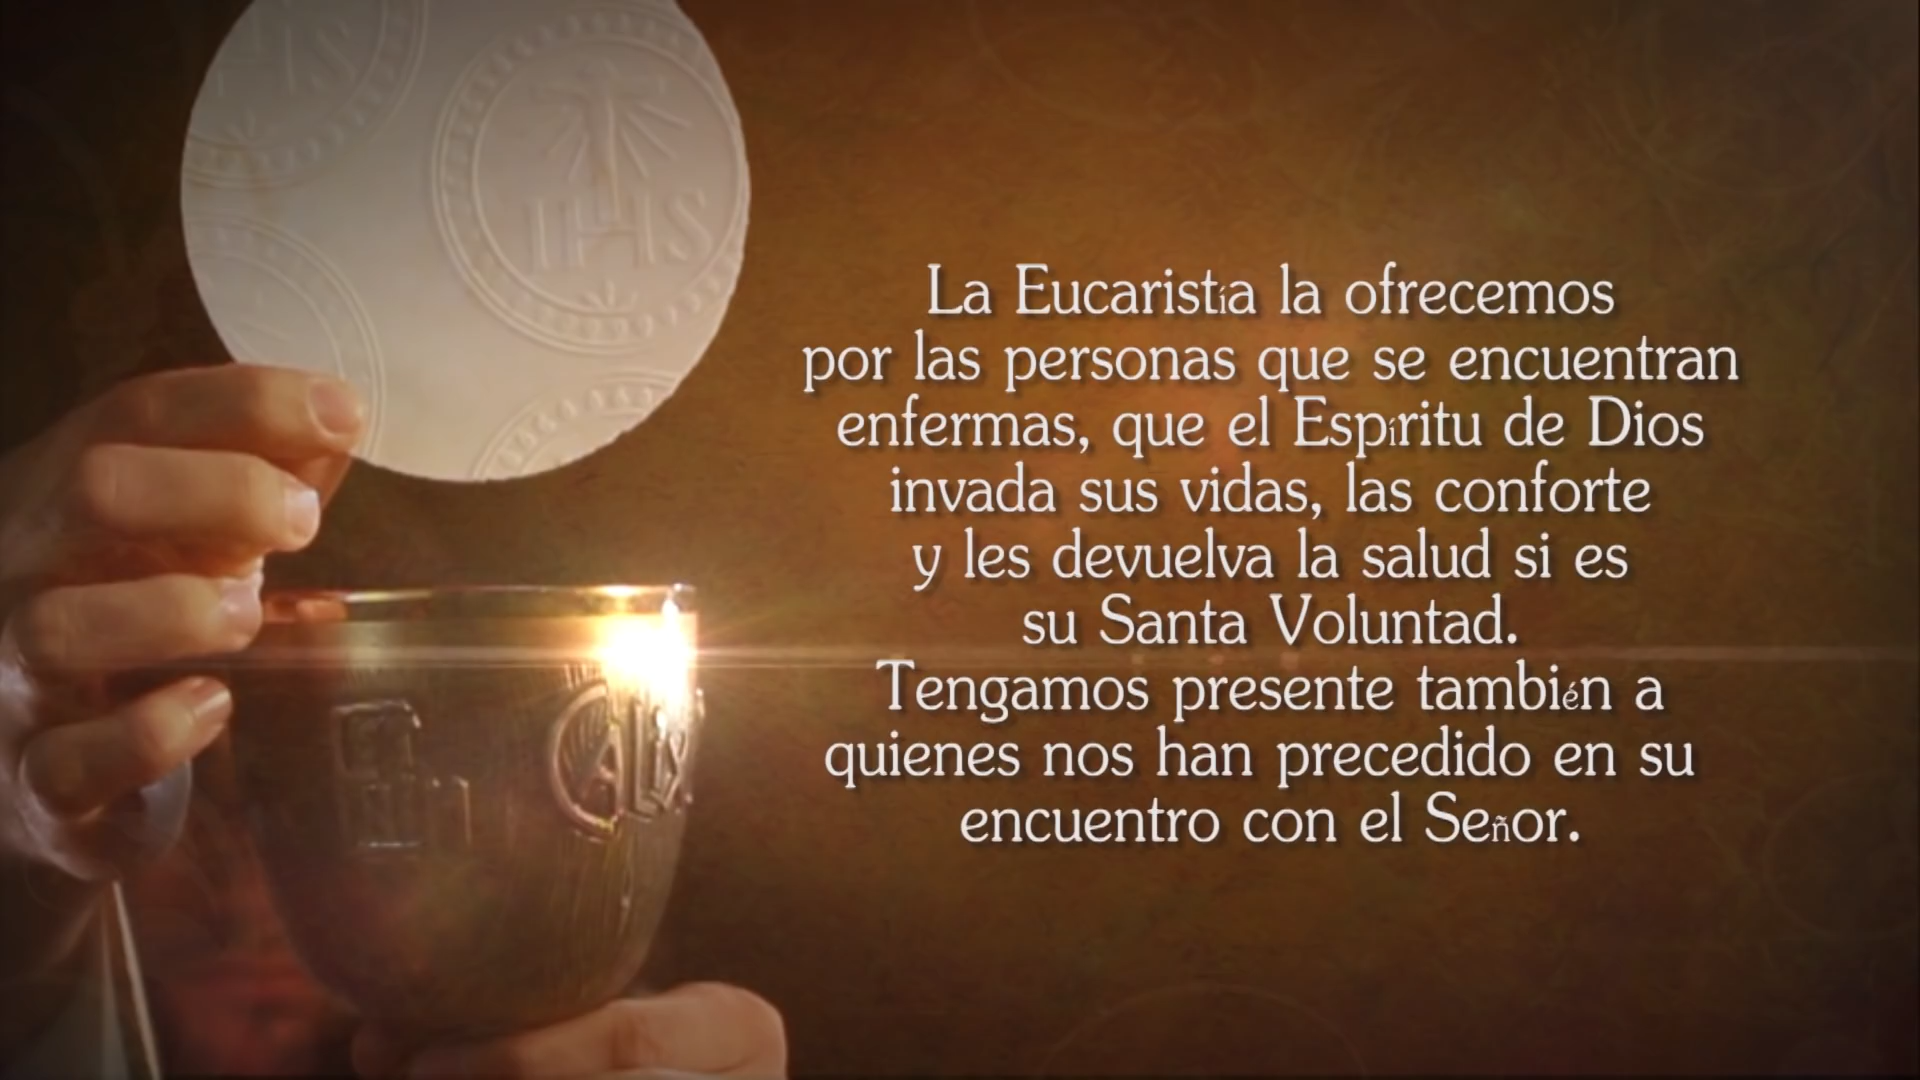 IHS
La Eucaristía la ofrecemos
por las personas que se encuentran
enfermas, que el Espíritu de Dios
invada sus vidas, las conforte
y les devuelva la salud si es
su Santa Voluntad.
Tengamos presente también a
quienes nos han precedido en su
encuentro con el Señor.